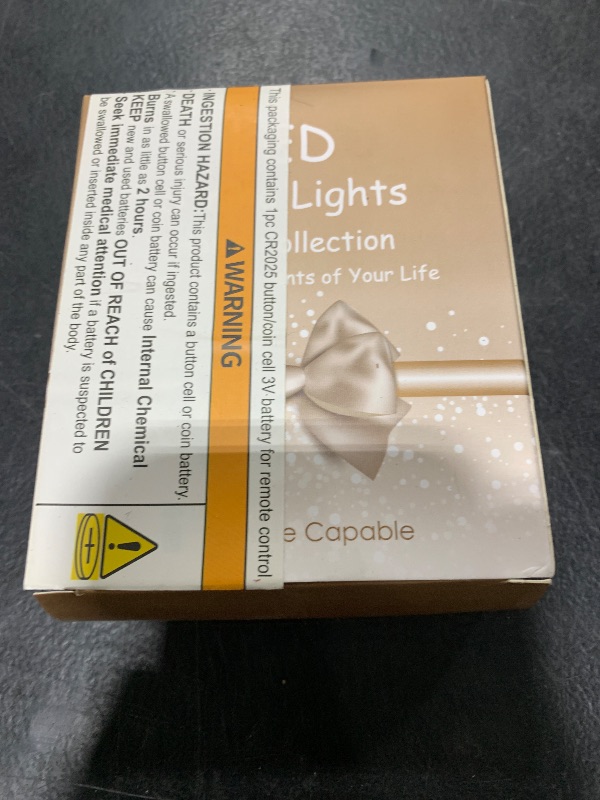 This packaging contains 1pc CR2025 button/coin cell 3V battery for remote control,
⚠WARNING
INGESTION HAZARD:This product contains a button cell or coin battery.
DEATH or serious injury can occur if ingested.
A swallowed button cell or coin battery can cause Internal Chemical
Burns in as little as 2 hours.
KEEP new and used batteries OUT OF REACH of CHILDREN
Seek immediate medical attention if a battery is suspected to
be swallowed or inserted inside any part of the body.
ED
Lights
ollection
nts of Your Life
e Capable